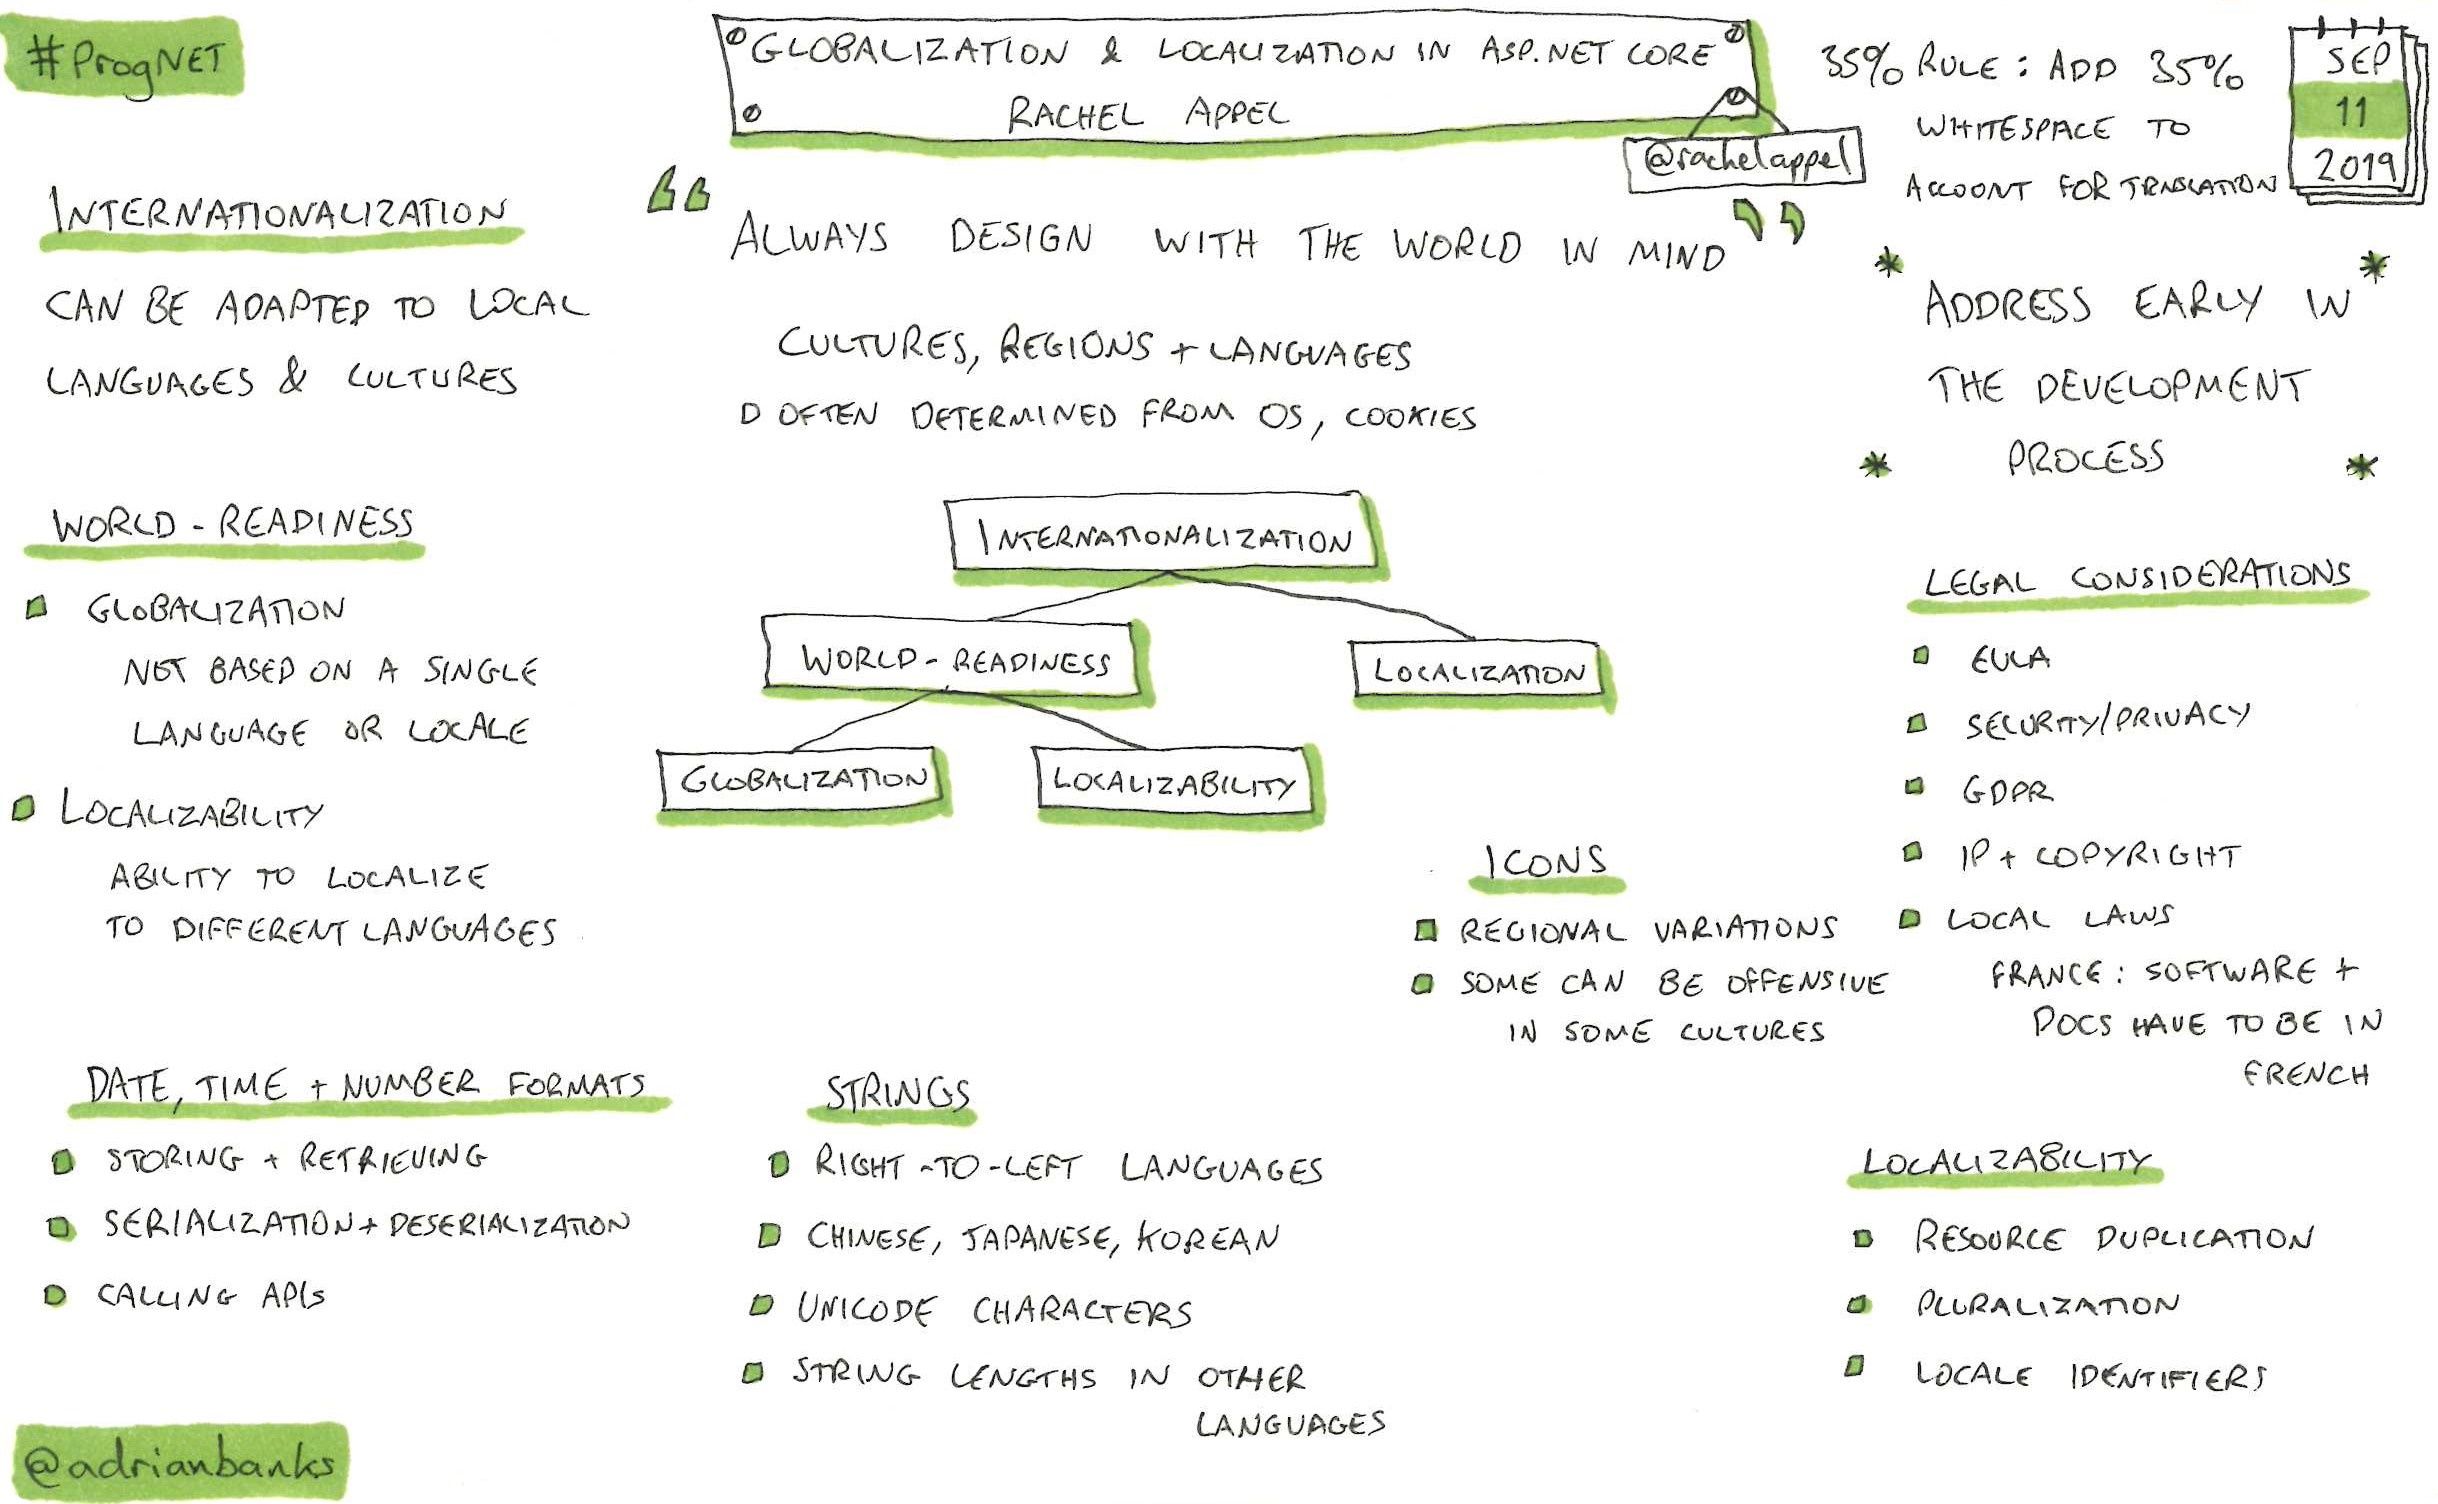 #ProgNET
GLOBALIZATION & LOCALIZATION IN ASP.NET CORE
RACHEL APPEL
@rachelappel
35% RULE: ADD 35%
WHITESPACE TO
ACCOUNT FOR TRANSLATION
SEP
11
2019
INTERNATIONALIZATION
CAN BE ADAPTED TO LOCAL
LANGUAGES & CULTURES
“ ALWAYS DESIGN WITH THE WORLD IN MIND ”
CULTURES, REGIONS + LANGUAGES
D OFTEN DETERMINED FROM OS, COOKIES
* ADDRESS EARLY IN *
THE DEVELOPMENT
* PROCESS *
WORLD-READINESS
GLOBALIZATION
NOT BASED ON A SINGLE
LANGUAGE OR LOCALE
LOCALIZABILITY
ABILITY TO LOCALIZE
TO DIFFERENT LANGUAGES
INTERNATIONALIZATION
WORLD-READINESS
LOCALIZATION
GLOBALIZATION
LOCALIZABILITY
LEGAL CONSIDERATIONS
EULA
SECURITY/PRIVACY
GDPR
IP + COPYRIGHT
LOCAL LAWS
FRANCE: SOFTWARE +
DOCS HAVE TO BE IN
FRENCH
ICONS
REGIONAL VARIATIONS
SOME CAN BE OFFENSIVE
IN SOME CULTURES
DATE, TIME + NUMBER FORMATS
STORING + RETRIEVING
SERIALIZATION + DESERIALIZATION
CALLING APIs
STRINGS
RIGHT-TO-LEFT LANGUAGES
CHINESE, JAPANESE, KOREAN
UNICODE CHARACTERS
STRING LENGTHS IN OTHER
LANGUAGES
LOCALIZABILITY
RESOURCE DUPLICATION
PLURALIZATION
LOCALE IDENTIFIERS
@adrianbanks